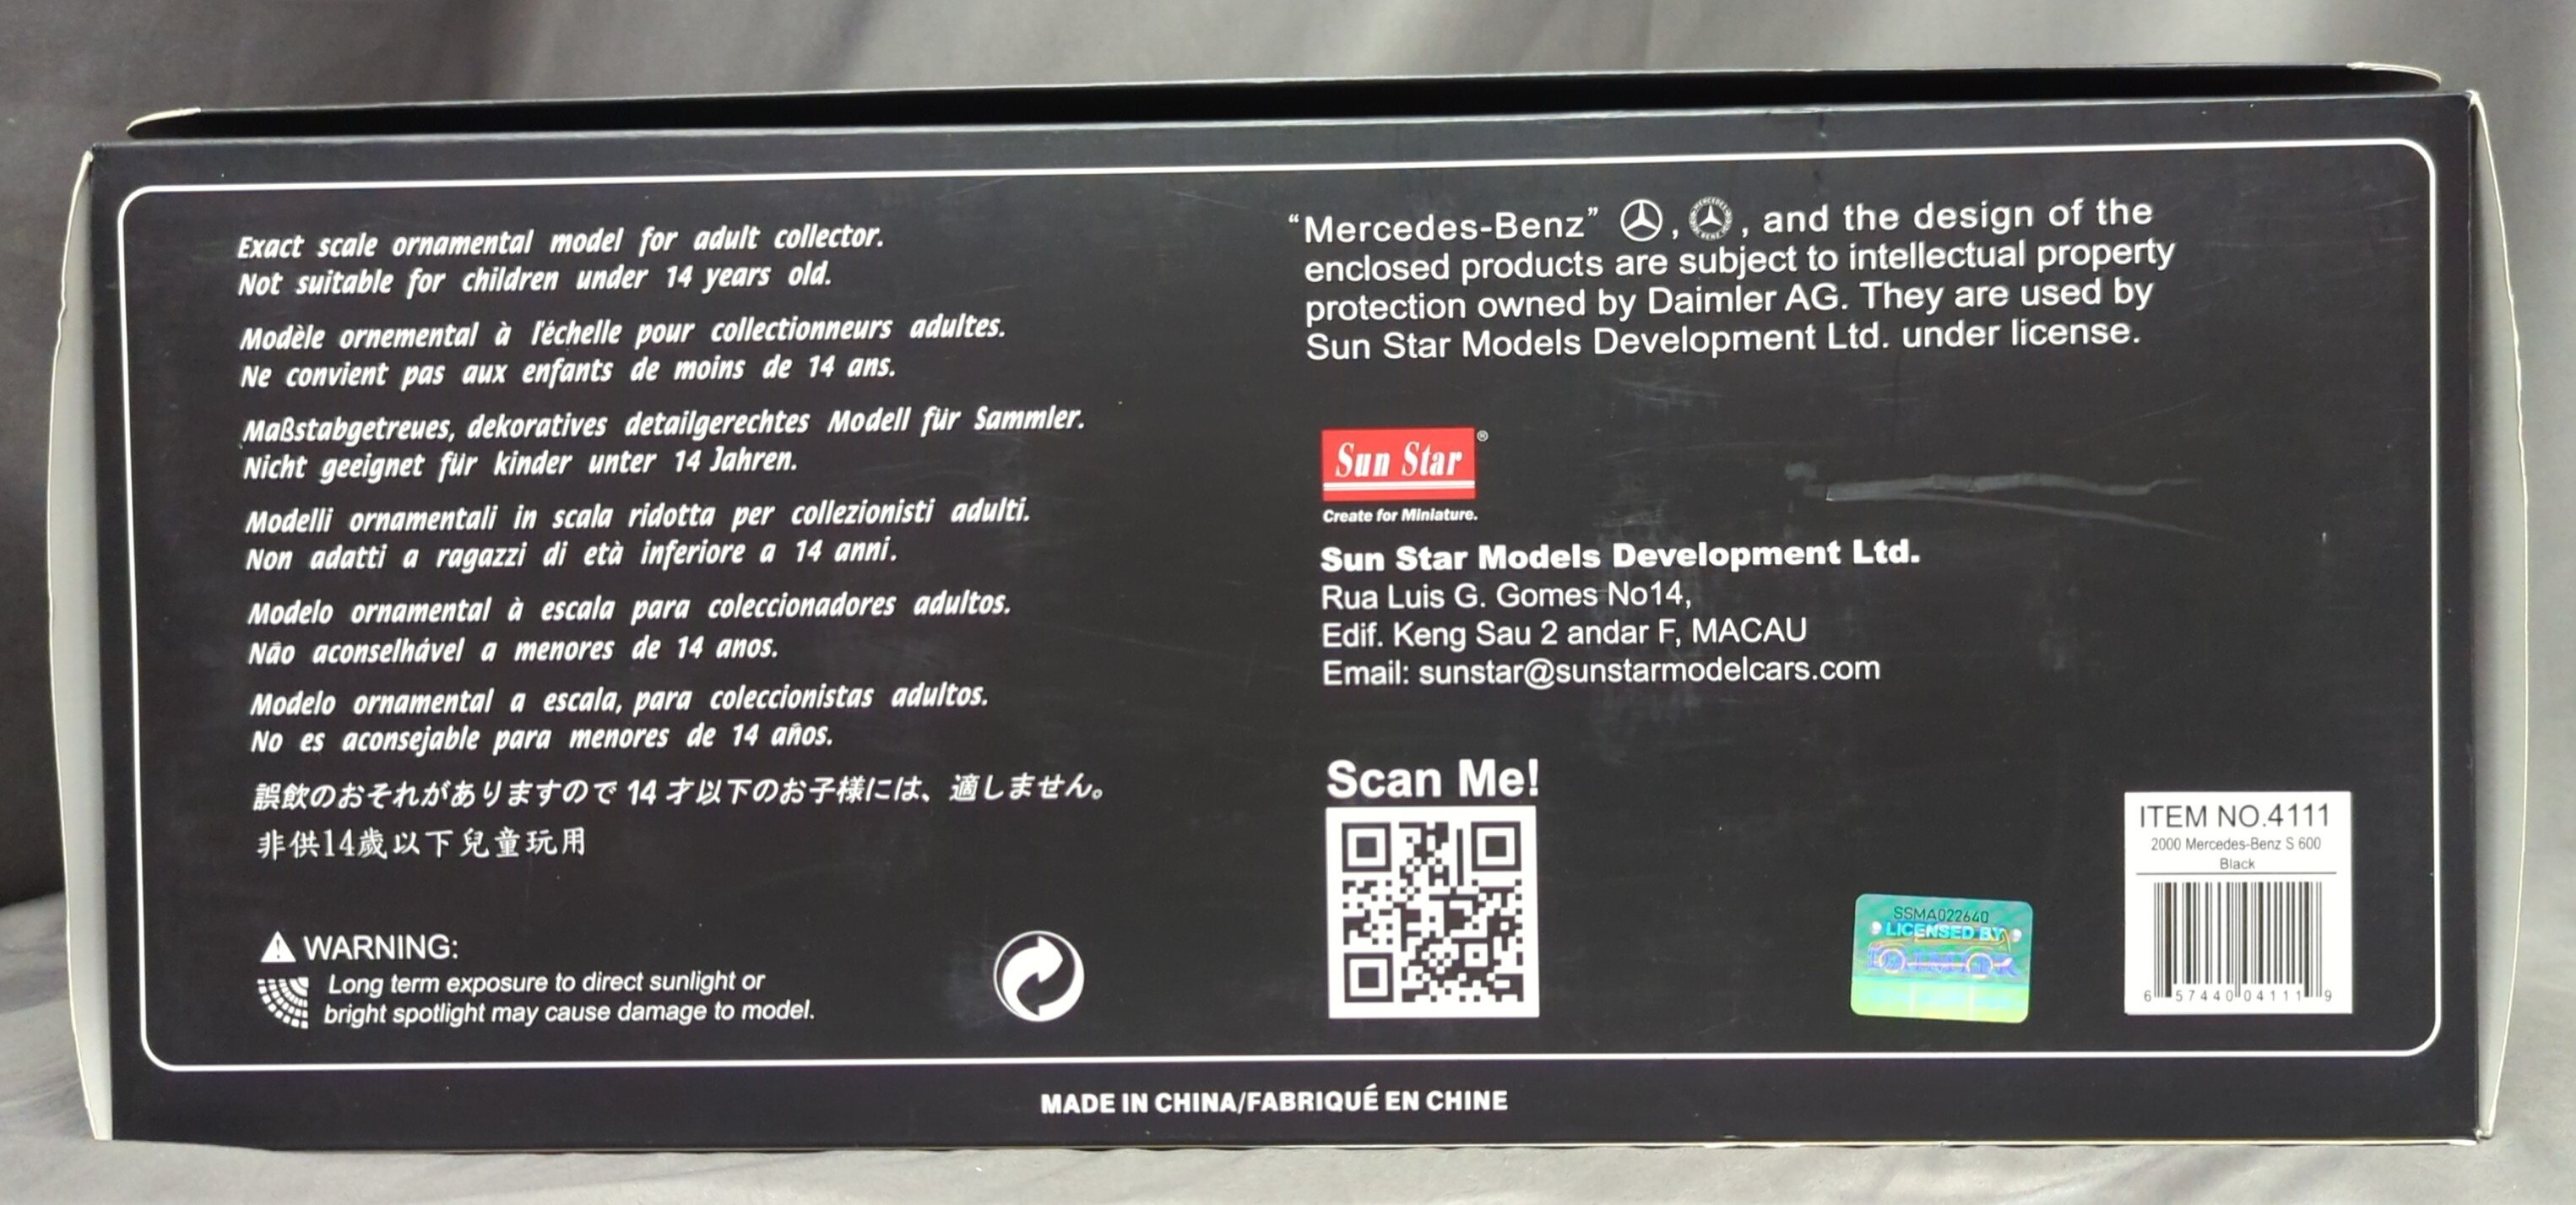 Exact scale ornamental model for adult collector.
Not suitable for children under 14 years old.
Modèle ornemental à l'échelle pour collectionneurs adultes.
Ne convient pas aux enfants de moins de 14 ans.
Maßstabgetreues, dekoratives detailgerechtes Modell für Sammler.
Nicht geeignet für kinder unter 14 Jahren.
Modelli ornamentali in scala ridotta per collezionisti adulti.
Non adatti a ragazzi di età inferiore a 14 anni.
Modelo ornamental à escala para coleccionadores adultos.
Não aconselhável a menores de 14 anos.
Modelo ornamental a escala, para coleccionistas adultos.
No es aconsejable para menores de 14 años.
誤飲のおそれがありますので 14 才以下のお子様には、適しません。
非供14歲以下兒童玩用
WARNING:
Long term exposure to direct sunlight or
bright spotlight may cause damage to model.
“Mercedes-Benz” , , and the design of the
enclosed products are subject to intellectual property
protection owned by Daimler AG. They are used by
Sun Star Models Development Ltd. under license.
Sun Star ®
Create for Miniature.
Sun Star Models Development Ltd.
Rua Luis G. Gomes No14,
Edif. Keng Sau 2 andar F, MACAU
Email: sunstar@sunstarmodelcars.com
Scan Me!
SSMA022640
LICENSED BY
DAIMLER
ITEM NO.4111
2000 Mercedes-Benz S 600
Black
6 57440 04111 9
MADE IN CHINA/FABRIQUÉ EN CHINE